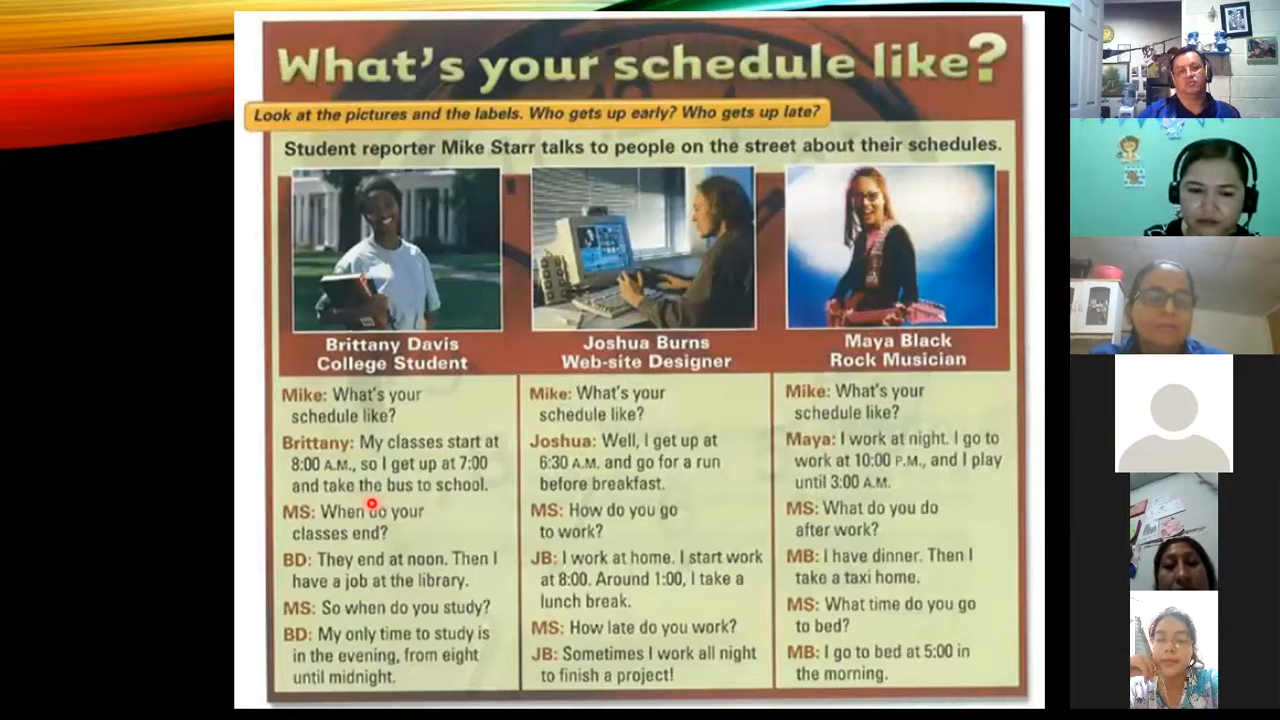 What's your schedule like?
Look at the pictures and the labels. Who gets up early? Who gets up late?
Student reporter Mike Starr talks to people on the street about their schedules.
Brittany Davis
College Student
Mike: What's your
schedule like?
Brittany: My classes start at
8:00 A.M., so I get up at 7:00
and take the bus to school.
MS: When do your
classes end?
BD: They end at noon. Then I
have a job at the library.
MS: So when do you study?
BD: My only time to study is
in the evening, from eight
until midnight.
Joshua Burns
Web-site Designer
Mike: What's your
schedule like?
Joshua: Well, I get up at
6:30 A.M. and go for a run
before breakfast.
MS: How do you go
to work?
JB: I work at home. I start work
at 8:00. Around 1:00, I take a
lunch break.
MS: How late do you work?
JB: Sometimes I work all night
to finish a project!
Maya Black
Rock Musician
Mike: What's your
schedule like?
Maya: I work at night. I go to
work at 10:00 P.M., and I play
until 3:00 A.M.
MS: What do you do
after work?
MB: I have dinner. Then I
take a taxi home.
MS: What time do you go
to bed?
MB: I go to bed at 5:00 in
the morning.